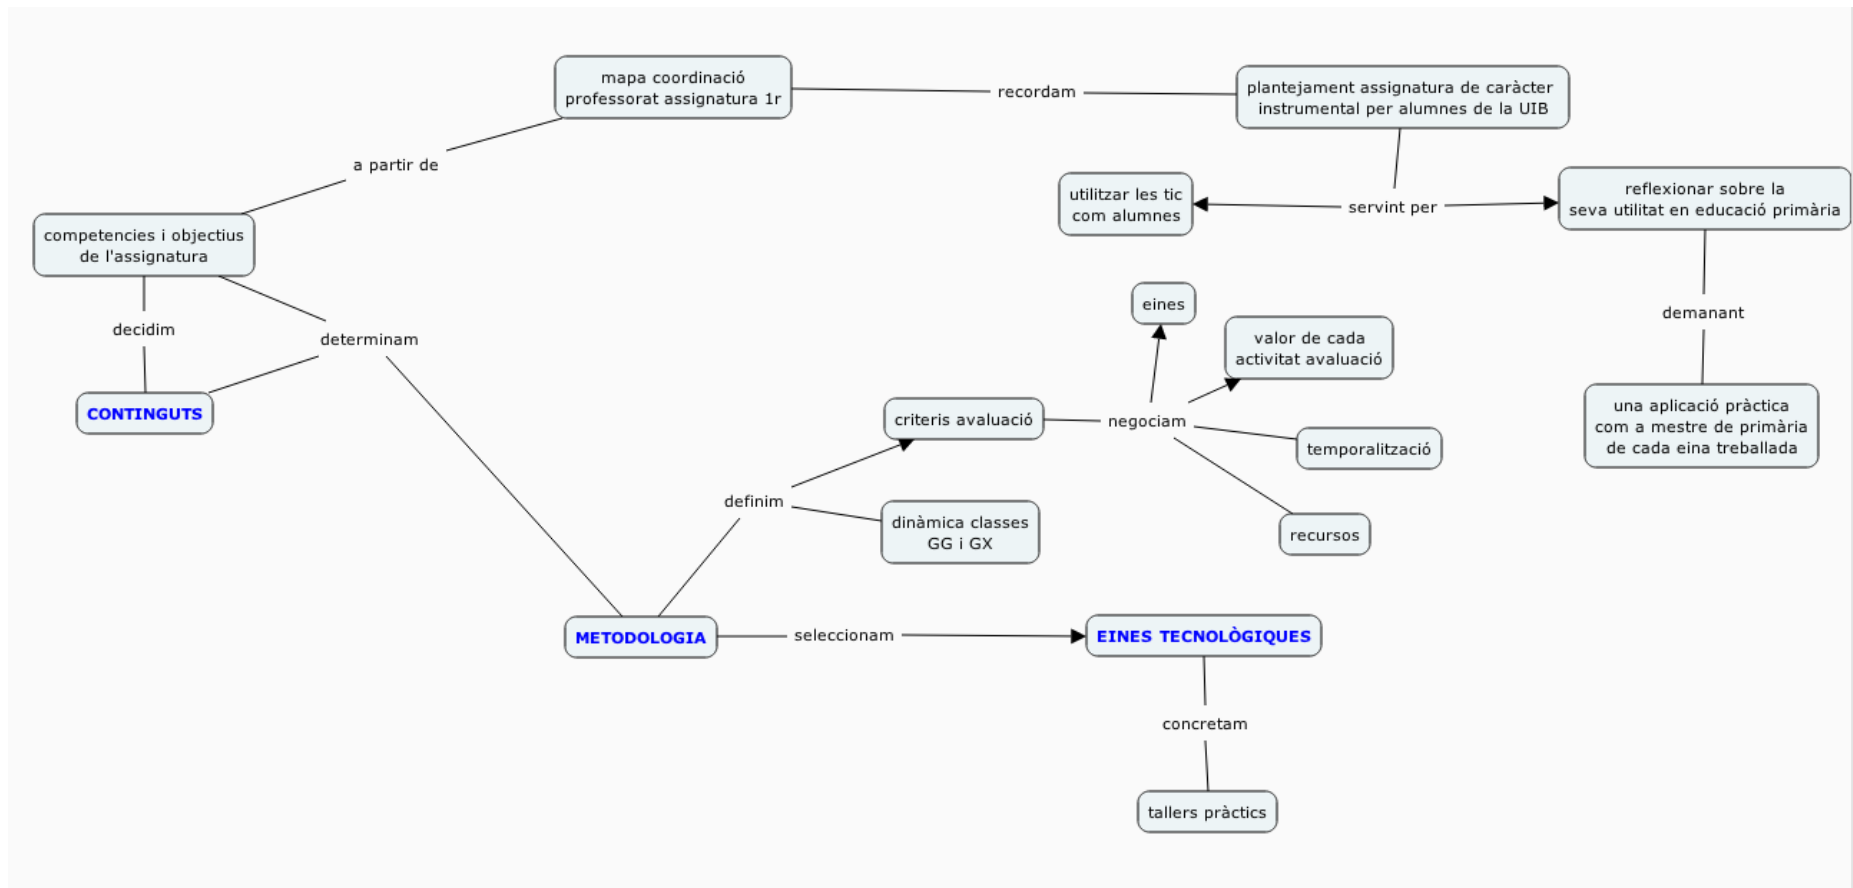 mapa coordinació
professorat assignatura 1r
recordam
plantejament assignatura de caràcter
instrumental per alumnes de la UIB
a partir de
utilitzar les tic
com alumnes
servint per
reflexionar sobre la
seva utilitat en educació primària
competencies i objectius
de l'assignatura
decidim
determinam
eines
valor de cada
activitat avaluació
demanant
CONTINGUTS
criteris avaluació
negociam
temporalització
una aplicació pràctica
com a mestre de primària
de cada eina treballada
definim
dinàmica classes
GG i GX
recursos
METODOLOGIA
seleccionam
EINES TECNOLÒGIQUES
concretam
tallers pràctics